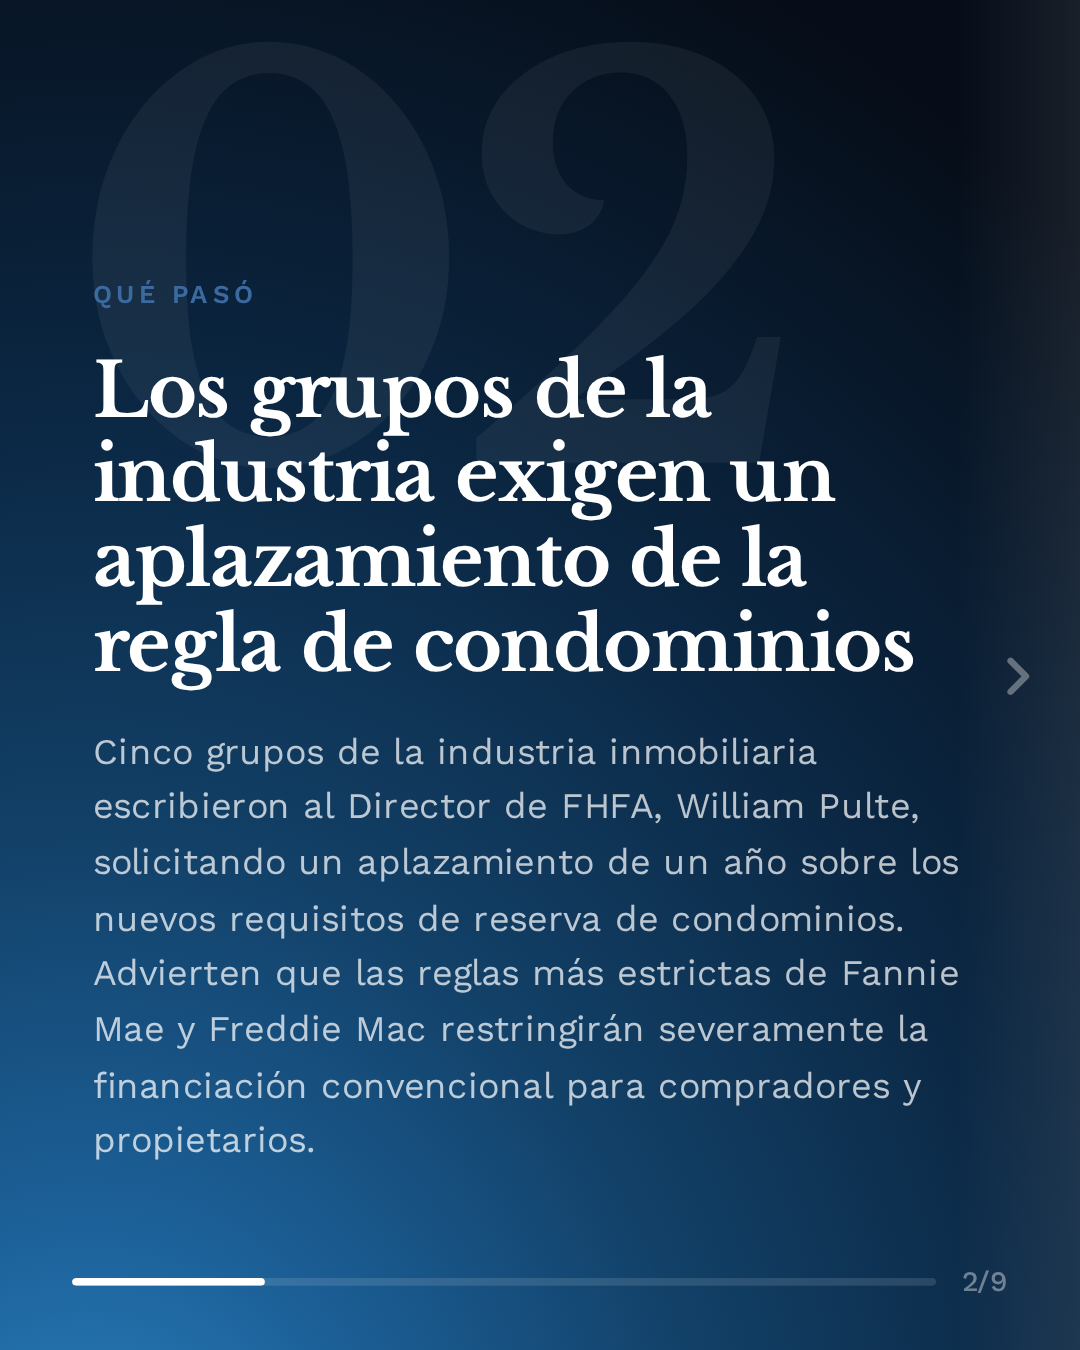 02
QUÉ PASÓ
Los grupos de la
industria exigen un
aplazamiento de la
regla de condominios
Cinco grupos de la industria inmobiliaria
escribieron al Director de FHFA, William Pulte,
solicitando un aplazamiento de un año sobre los
nuevos requisitos de reserva de condominios.
Advierten que las reglas más estrictas de Fannie
Mae y Freddie Mac restringirán severamente la
financiación convencional para compradores y
propietarios.
2/9